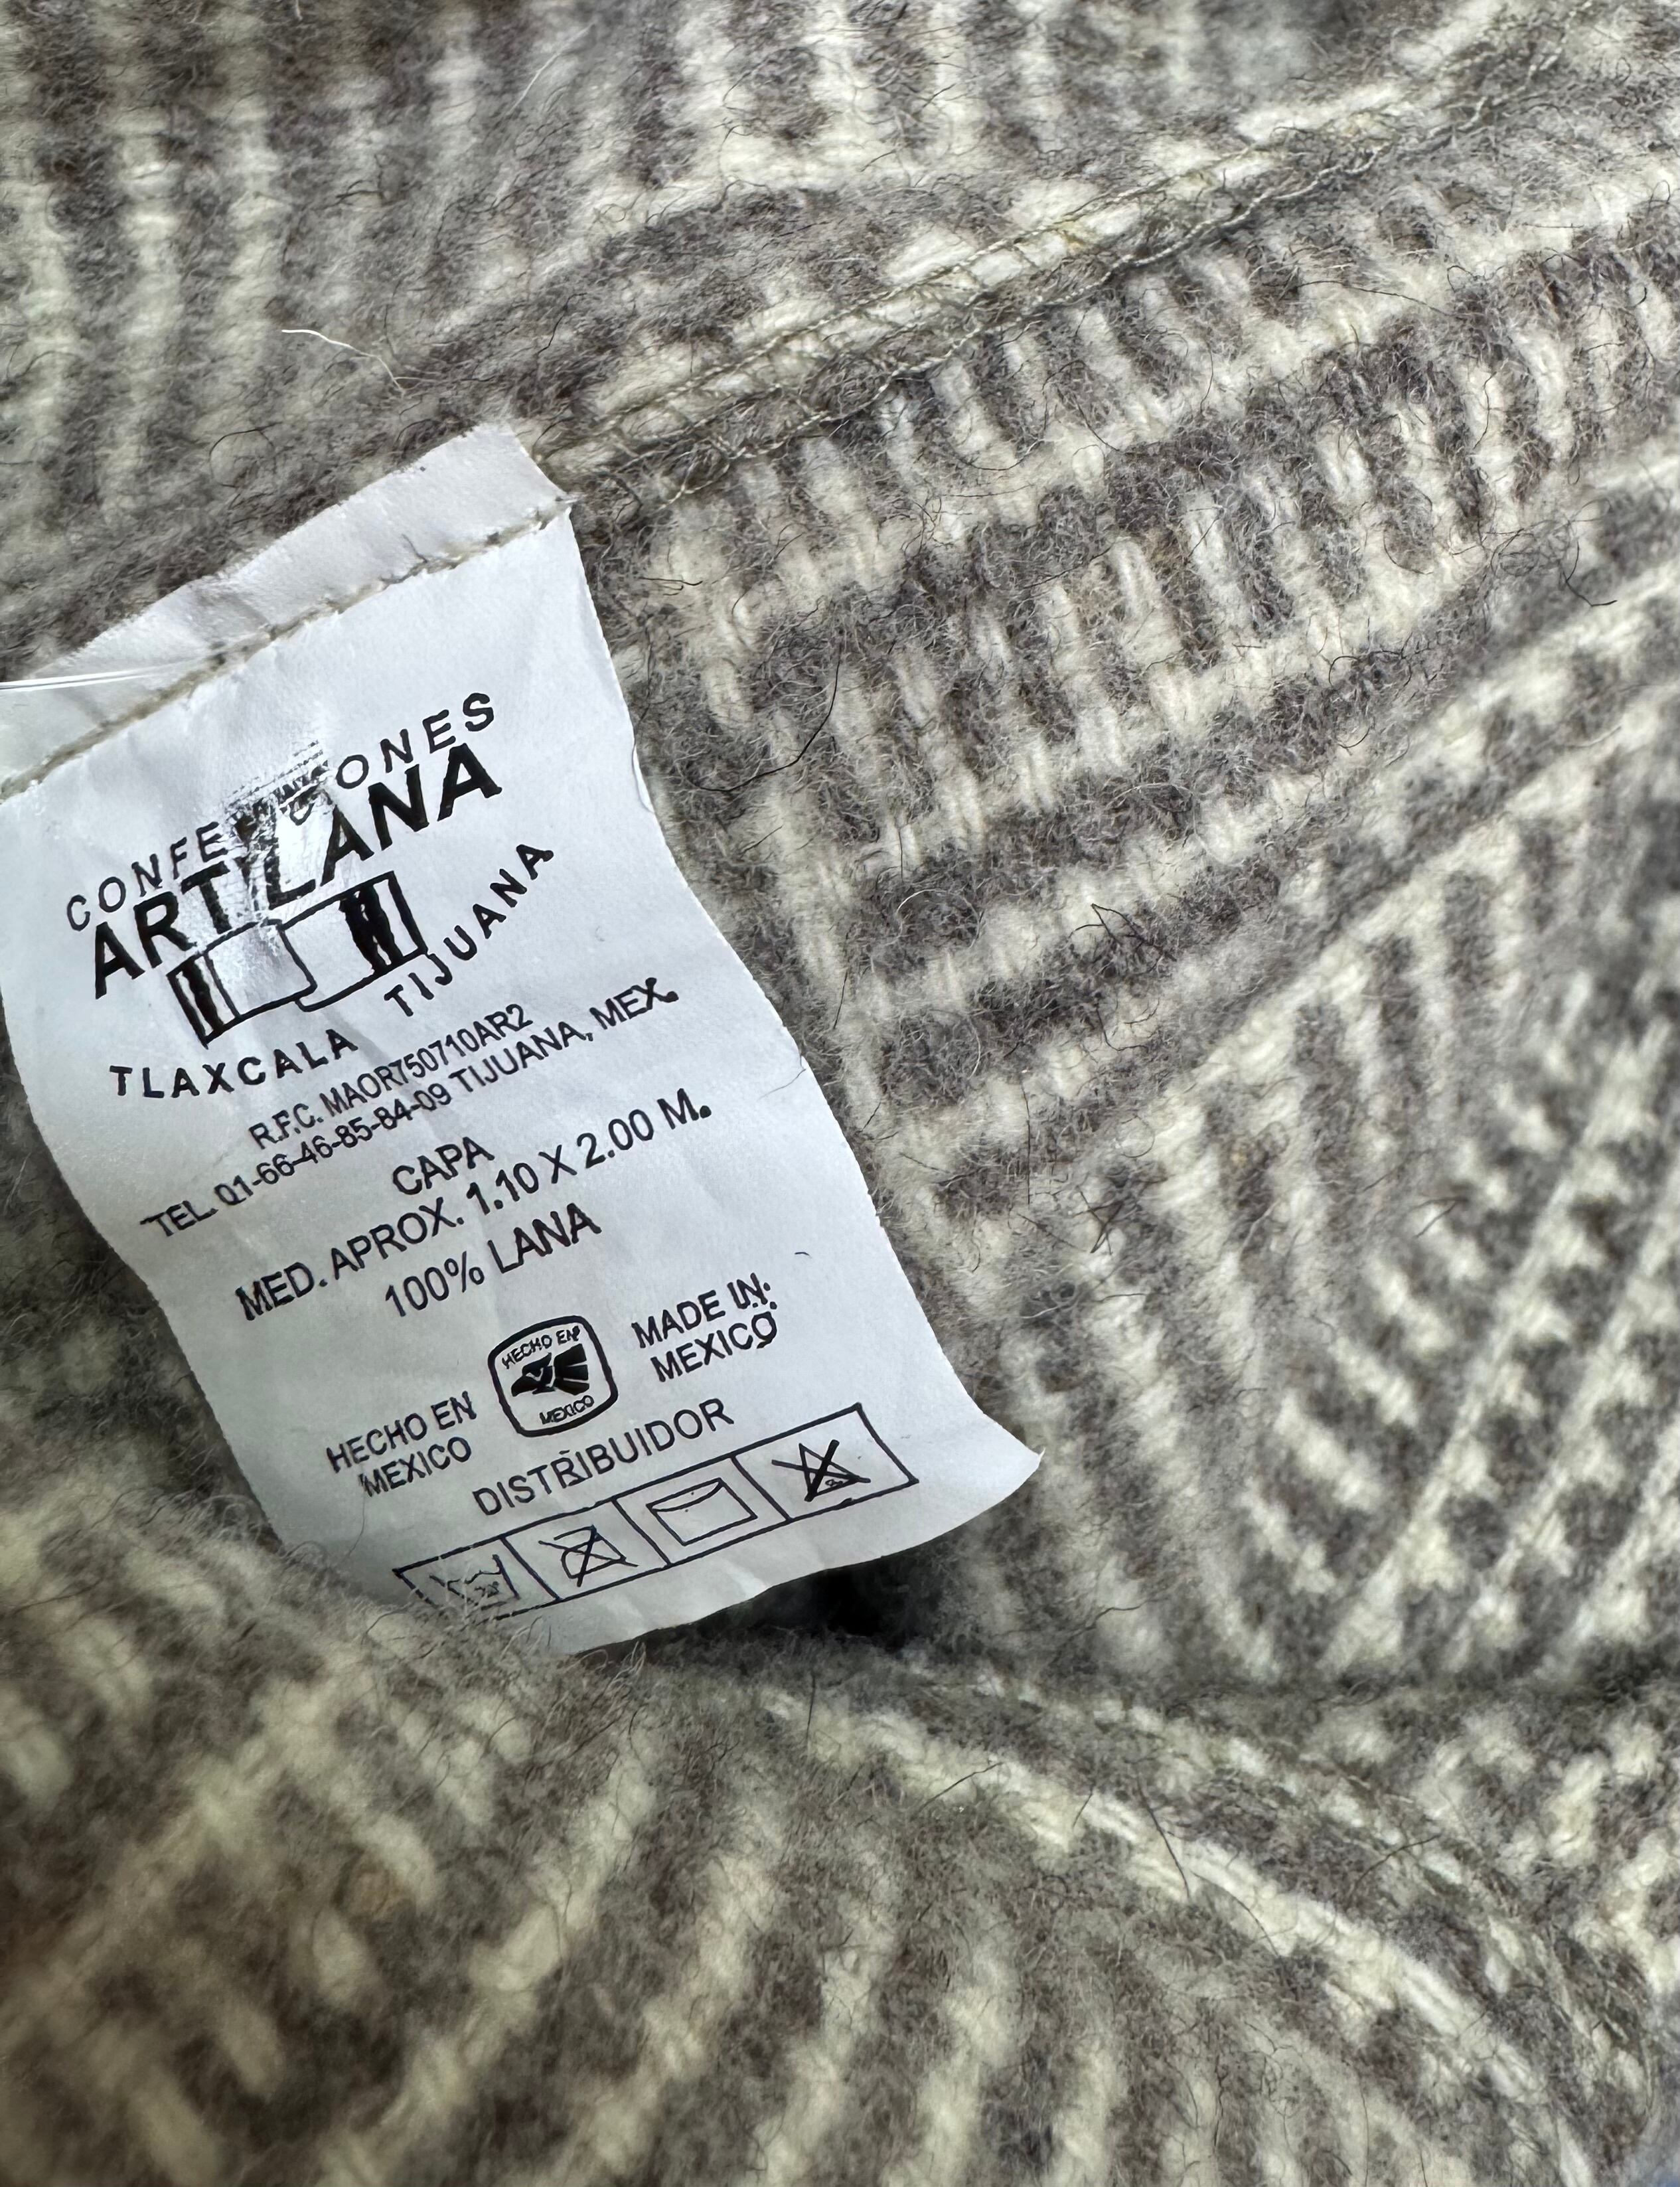 CONFECCIONES
ARTLANA
TLAXCALA TIJUANA
R.F.C. MAOR750710AR2
TEL. 01-66-46-85-84-09 TIJUANA, MEX.
CAPA
MED. APROX. 1.10 X 2.00 M.
100% LANA
HECHO EN
MEXICO
HECHO EN
MEXICO
MADE IN:
MEXICO
DISTRIBUIDOR